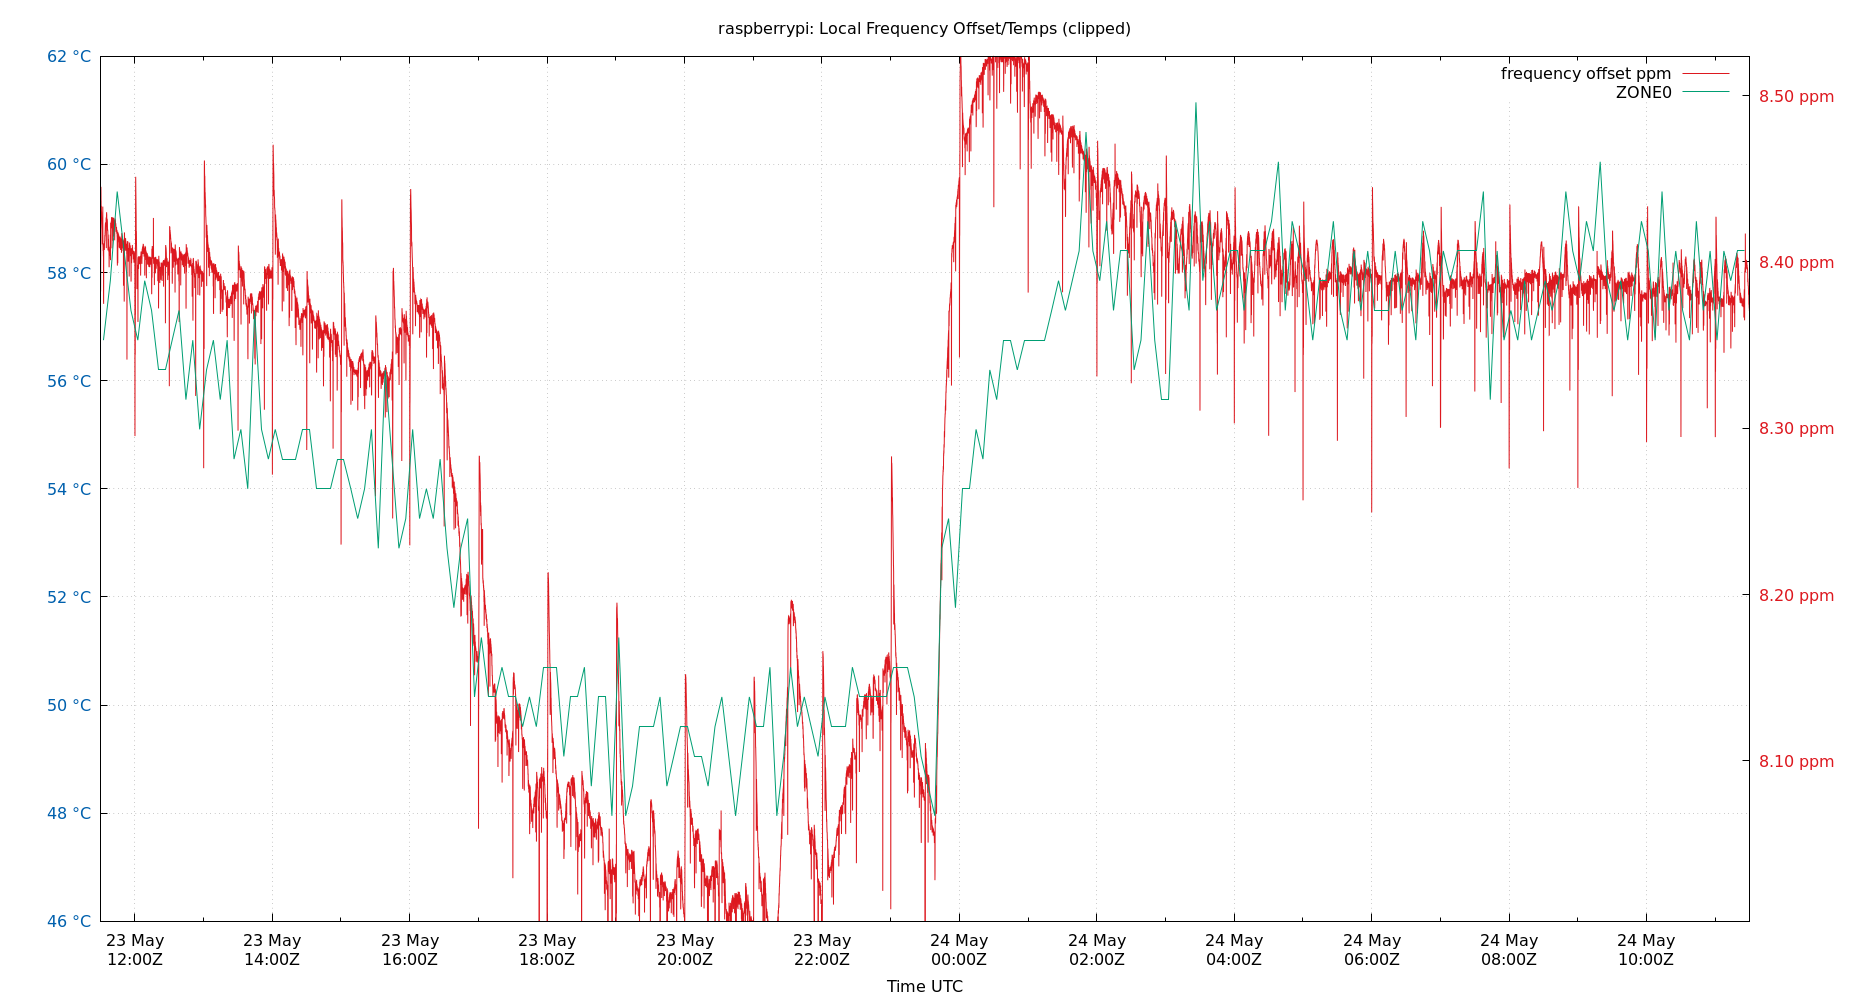 raspberrypi: Local Frequency Offset/Temps (clipped)
62 °C
60 °C
58 °C
56 °C
54 °C
52 °C
50 °C
48 °C
46 °C
frequency offset ppm
ZONE0
8.50 ppm
8.40 ppm
8.30 ppm
8.20 ppm
8.10 ppm
23 May
12:00Z
23 May
14:00Z
23 May
16:00Z
23 May
18:00Z
23 May
20:00Z
23 May
22:00Z
24 May
00:00Z
24 May
02:00Z
24 May
04:00Z
24 May
06:00Z
24 May
08:00Z
24 May
10:00Z
Time UTC